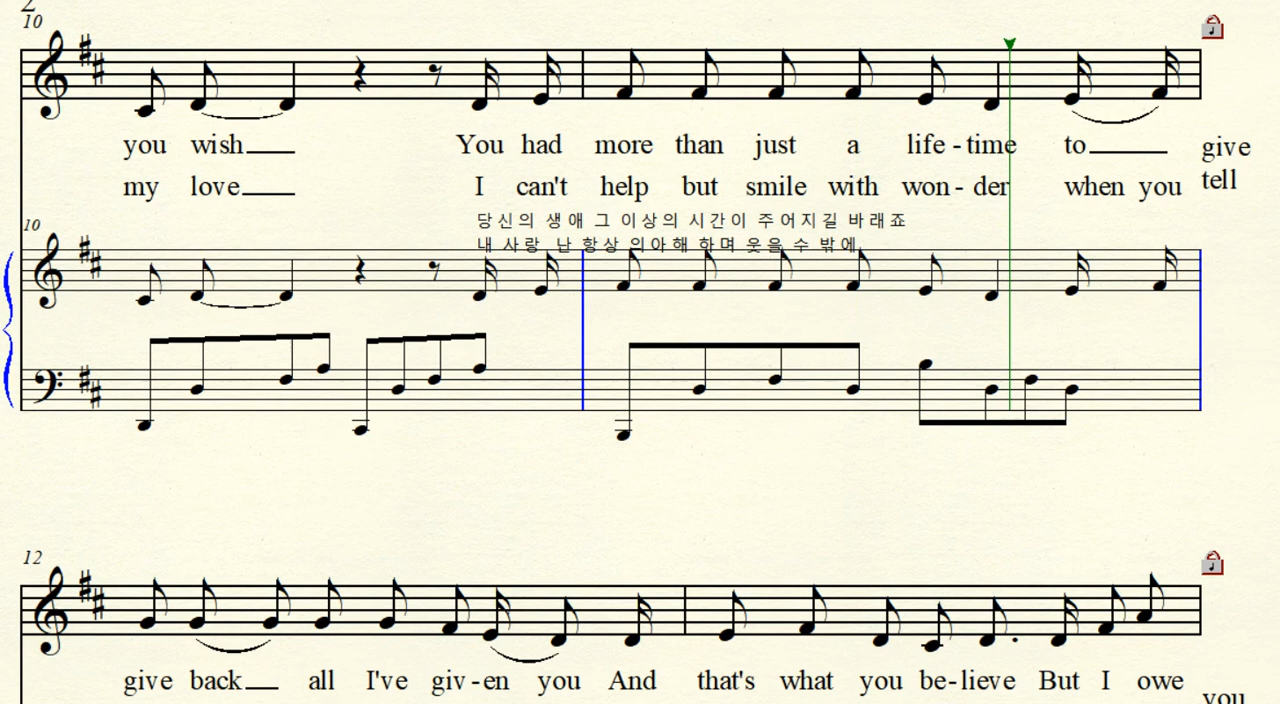 2
10
you wish You had more than just a life - time to give
my love I can't help but smile with won - der when you tell
당신의 생애 그 이상의 시간이 주어지길 바래죠
내 사랑 난 항상 의아해 하며 웃을 수 밖에
10
12
give back all I've giv - en you And that's what you be - lieve But I owe you